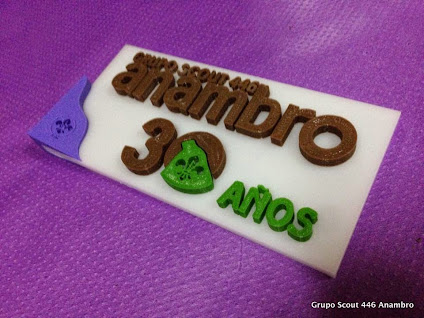 GRUPO SCOUT 446
anambro
30
AÑOS
Grupo Scout 446 Anambro